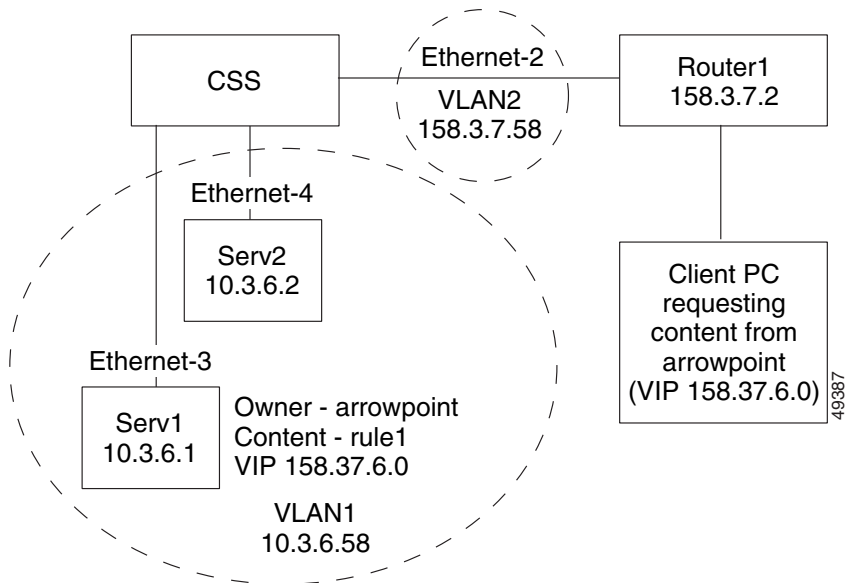 CSS
Ethernet-2
VLAN2
158.3.7.58
Router1
158.3.7.2
Ethernet-4
Serv2
10.3.6.2
Ethernet-3
Serv1
10.3.6.1
Owner - arrowpoint
Content - rule1
VIP 158.37.6.0
VLAN1
10.3.6.58
Client PC
requesting
content from
arrowpoint
(VIP 158.37.6.0)
49387